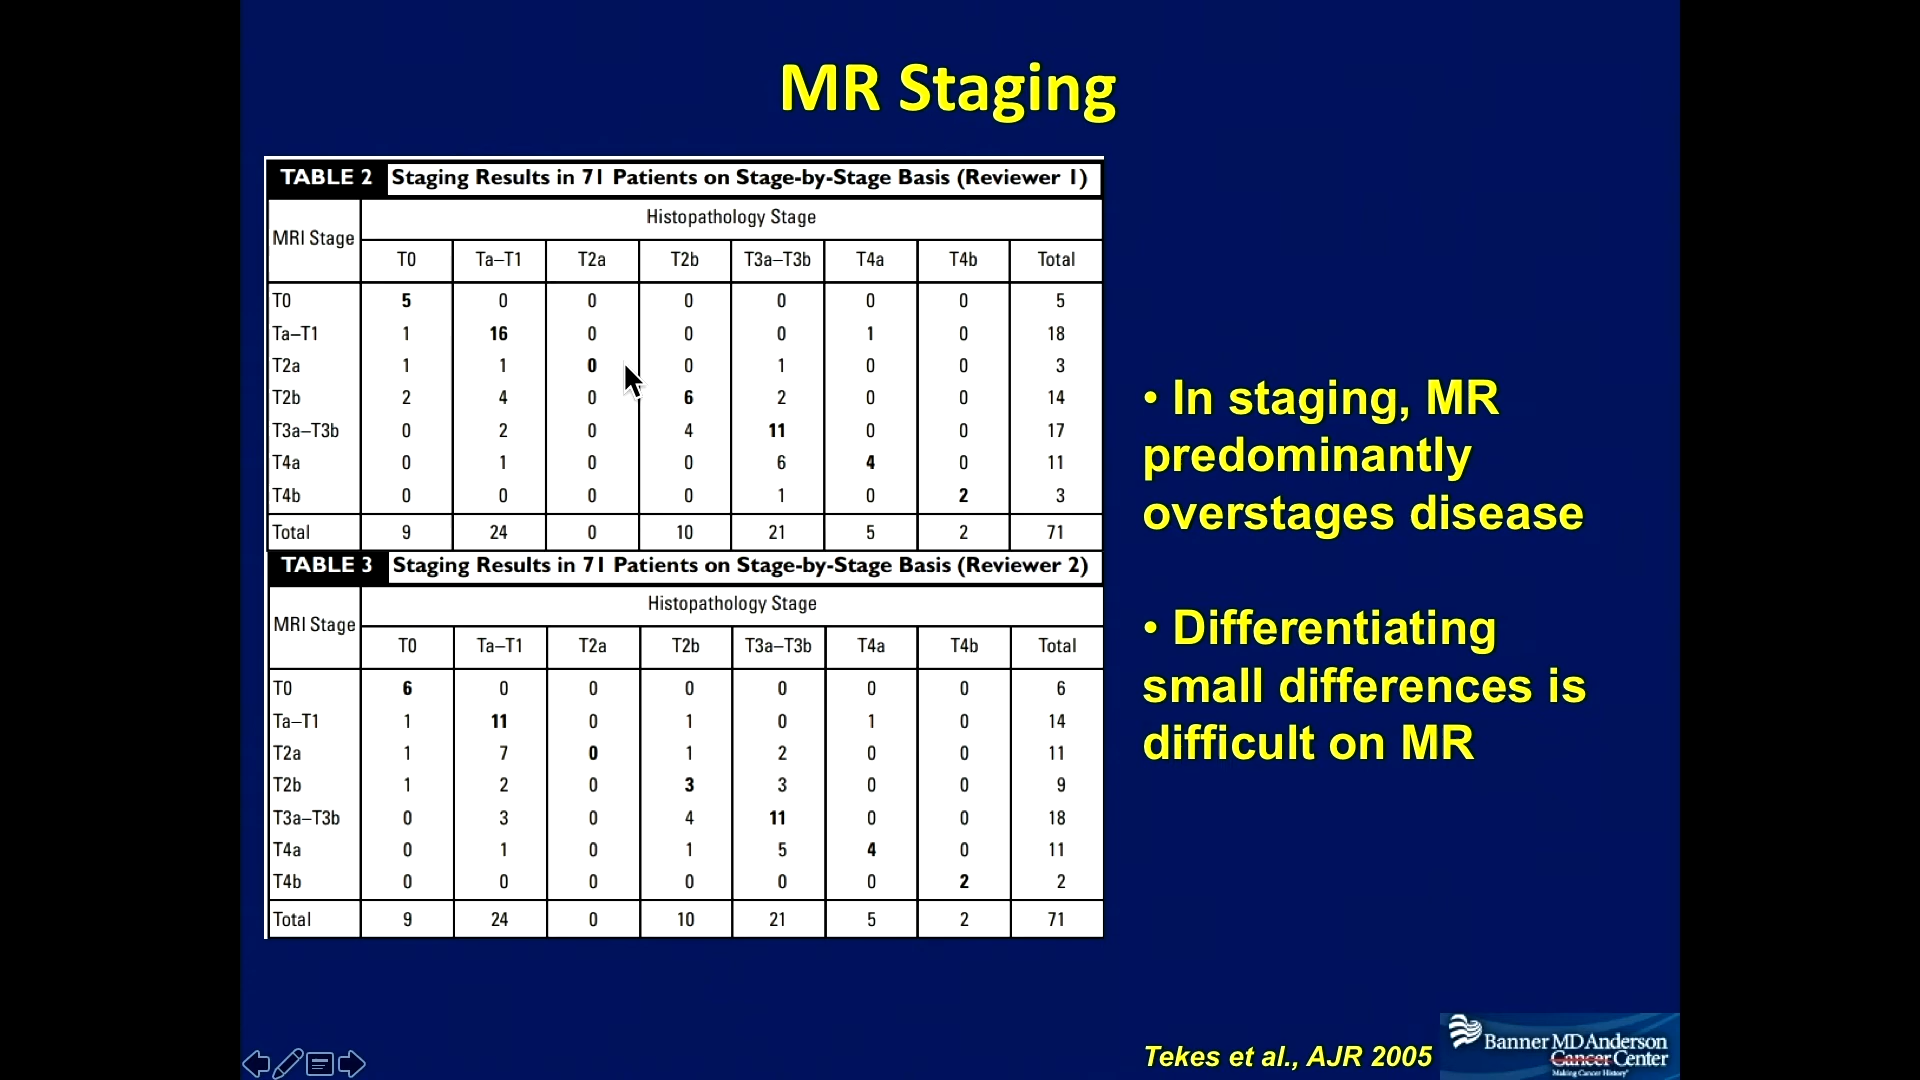 MR Staging
TABLE 2 Staging Results in 71 Patients on Stage-by-Stage Basis (Reviewer 1)
MRI Stage Histopathology Stage
T0 Ta–T1 T2a T2b T3a–T3b T4a T4b Total
T0 5 0 0 0 0 0 0 5
Ta–T1 1 16 0 0 0 1 0 18
T2a 1 1 0 0 1 0 0 3
T2b 2 4 0 6 2 0 0 14
T3a–T3b 0 2 0 4 11 0 0 17
T4a 0 1 0 0 6 4 0 11
T4b 0 0 0 0 1 0 2 3
Total 9 24 0 10 21 5 2 71
TABLE 3 Staging Results in 71 Patients on Stage-by-Stage Basis (Reviewer 2)
MRI Stage Histopathology Stage
T0 Ta–T1 T2a T2b T3a–T3b T4a T4b Total
T0 6 0 0 0 0 0 0 6
Ta–T1 1 11 0 1 0 1 0 14
T2a 1 7 0 1 2 0 0 11
T2b 1 2 0 3 3 0 0 9
T3a–T3b 0 3 0 4 11 0 0 18
T4a 0 1 0 1 5 4 0 11
T4b 0 0 0 0 0 0 2 2
Total 9 24 0 10 21 5 2 71
• In staging, MR
predominantly
overstages disease
• Differentiating
small differences is
difficult on MR
Tekes et al., AJR 2005
Banner MD Anderson
Cancer Center
Making Cancer History®